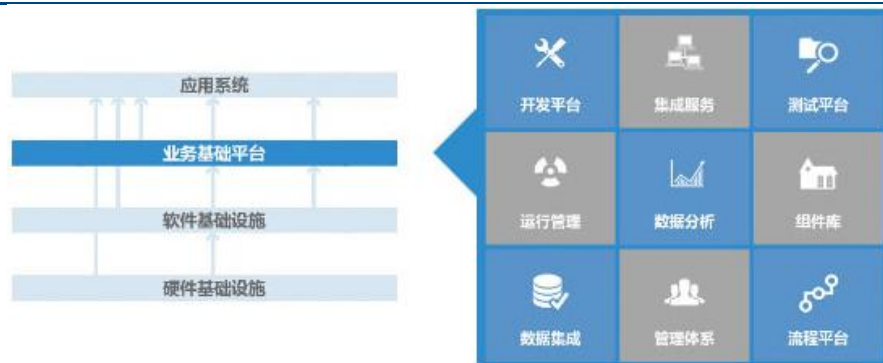 应用系统
业务基础平台
软件基础设施
硬件基础设施
开发平台
集成服务
测试平台
运行管理
数据分析
组件库
数据集成
管理体系
流程平台